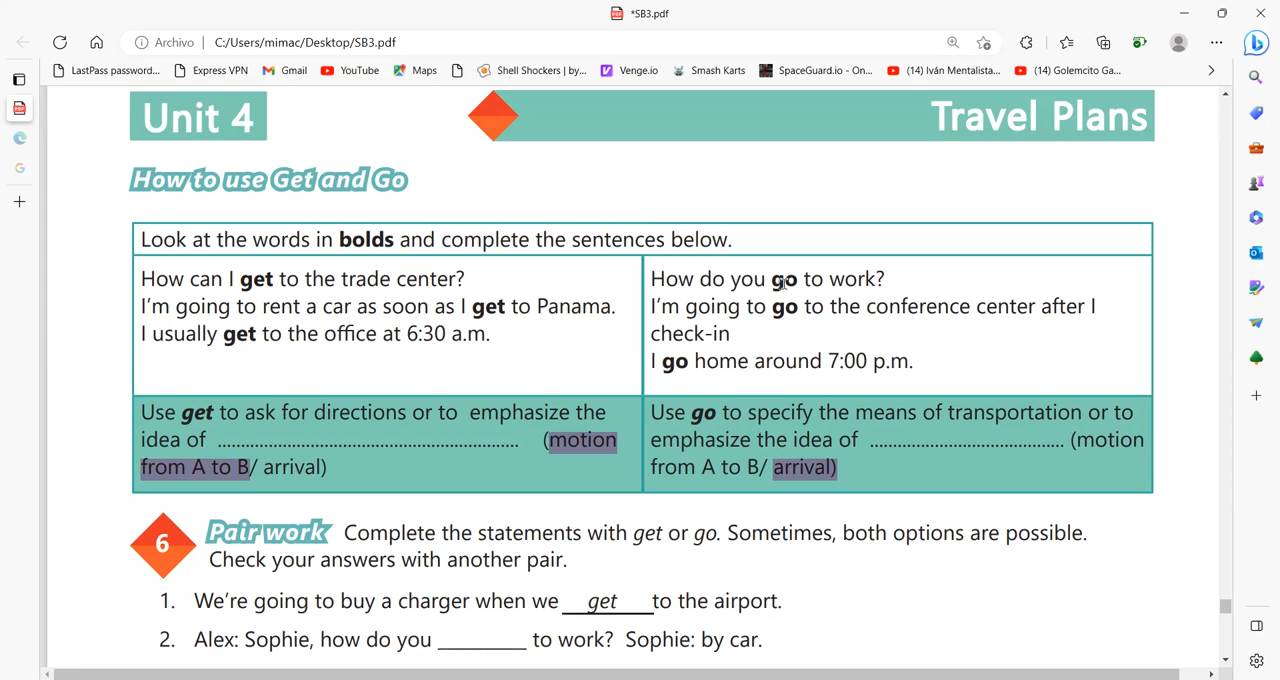 *SB3.pdf
Archivo | C:/Users/mimac/Desktop/SB3.pdf
LastPass password... Express VPN Gmail YouTube Maps Shell Shockers | by... Venge.io Smash Karts SpaceGuard.io - On... (14) Iván Mentalista... (14) Golemcito Ga...
Unit 4 Travel Plans
How to use Get and Go
Look at the words in bolds and complete the sentences below.
How can I get to the trade center?
I'm going to rent a car as soon as I get to Panama.
I usually get to the office at 6:30 a.m.
How do you go to work?
I'm going to go to the conference center after I
check-in
I go home around 7:00 p.m.
Use get to ask for directions or to emphasize the
idea of ........................................................ (motion
from A to B/ arrival)
Use go to specify the means of transportation or to
emphasize the idea of .................................... (motion
from A to B/ arrival)
6 Pair work Complete the statements with get or go. Sometimes, both options are possible.
Check your answers with another pair.
1. We're going to buy a charger when we ___get____to the airport.
2. Alex: Sophie, how do you _________ to work? Sophie: by car.